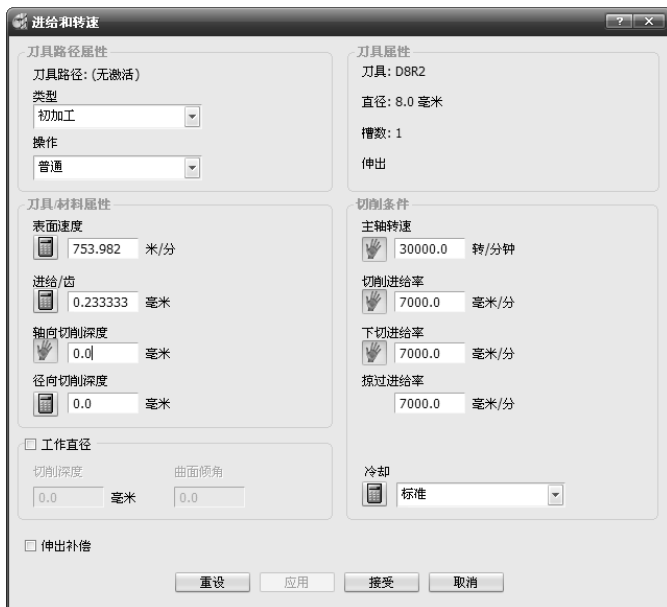 进给和转速
刀具路径属性
刀具路径: (无激活)
类型
初加工
操作
普通
刀具属性
刀具: D8R2
直径: 8.0 毫米
槽数: 1
伸出
刀具/材料属性
表面速度
753.982 米/分
进给/齿
0.233333 毫米
轴向切削深度
0.0 毫米
径向切削深度
0.0 毫米
切削条件
主轴转速
30000.0 转/分钟
切削进给率
7000.0 毫米/分
下切进给率
7000.0 毫米/分
掠过进给率
7000.0 毫米/分
工作直径
切削深度 曲面倾角
0.0 毫米 0.0
冷却
标准
伸出补偿
重设 应用 接受 取消